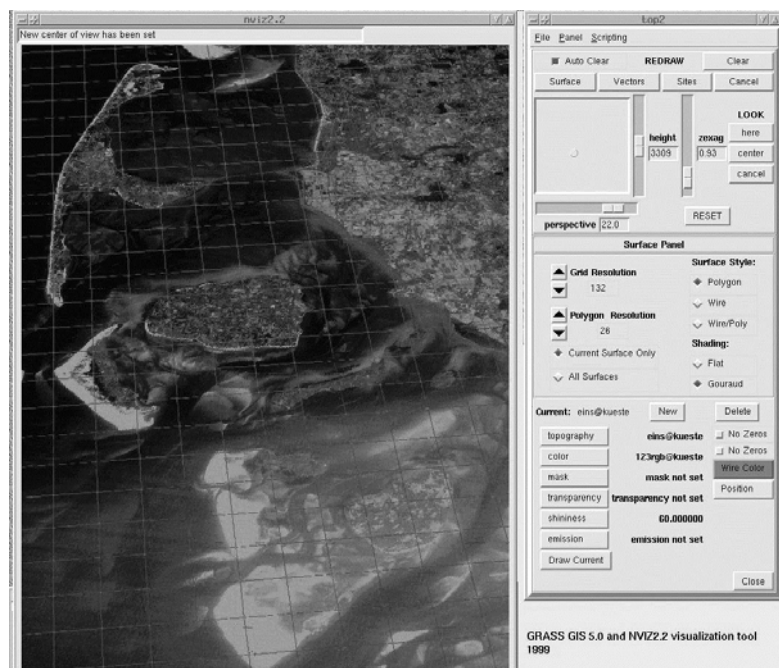 nviz2.2
New center of view has been set
top2
File Panel Scripting
Auto Clear REDRAW Clear
Surface Vectors Sites Cancel
LOOK
height zexag here
3309 0.93 center
cancel
RESET
perspective 22.0
Surface Panel
Surface Style:
Grid Resolution
132
Polygon
Wire
Polygon Resolution
26
Wire/Poly
Shading:
Current Surface Only
Flat
All Surfaces
Gouraud
Current: eins@kueste New Delete
topography eins@kueste No Zeros
color 123rgb@kueste No Zeros
mask mask not set Wire Color
transparency transparency not set Position
shininess 60.000000
emission emission not set
Draw Current
Close
GRASS GIS 5.0 and NVIZ2.2 visualization tool
1999